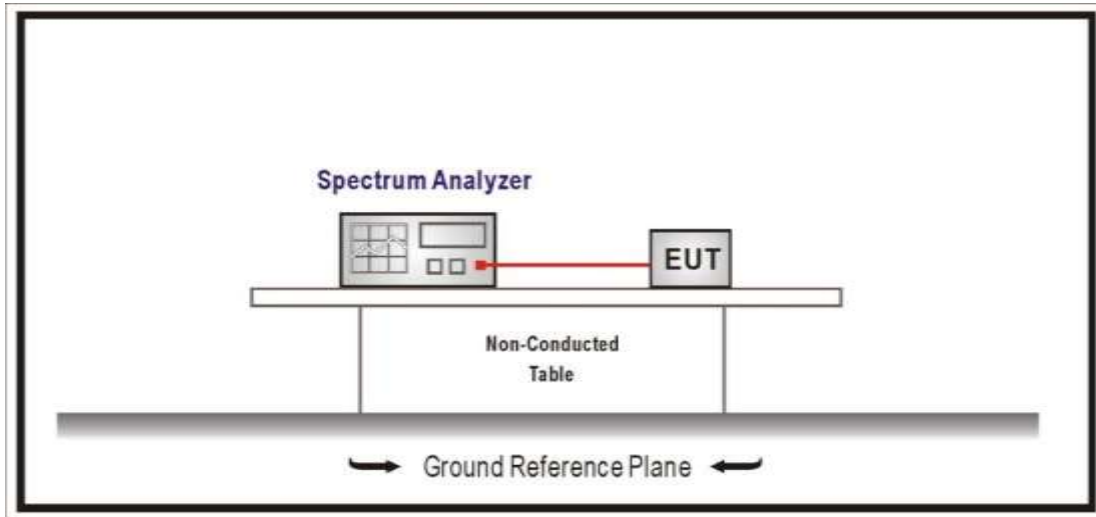 Spectrum Analyzer
EUT
Non-Conducted
Table
Ground Reference Plane